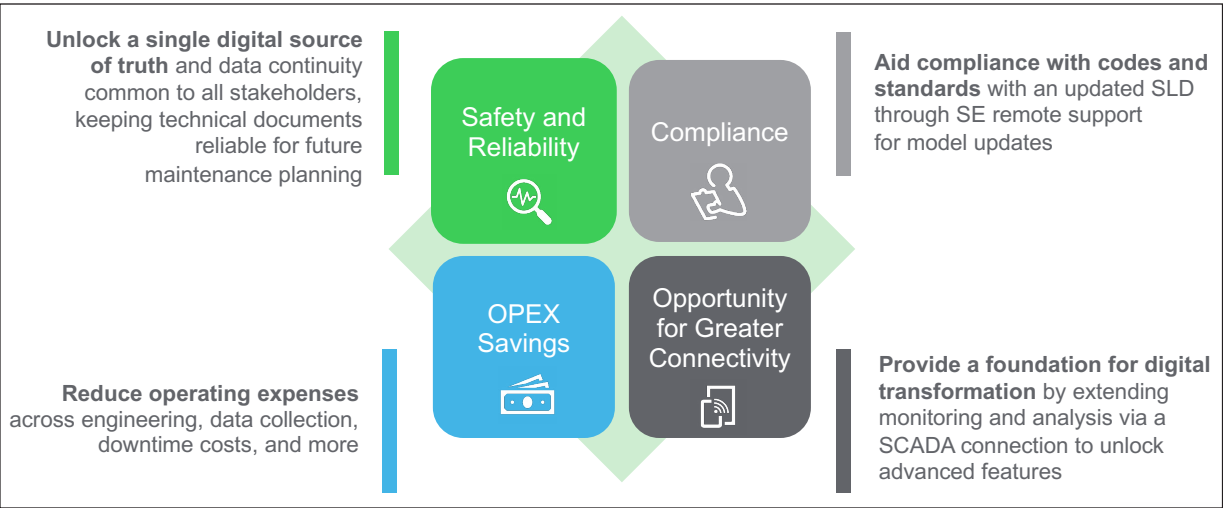 Unlock a single digital source
of truth and data continuity
common to all stakeholders,
keeping technical documents
reliable for future
maintenance planning
Safety and
Reliability
Compliance
Aid compliance with codes and
standards with an updated SLD
through SE remote support
for model updates
Reduce operating expenses
across engineering, data collection,
downtime costs, and more
OPEX
Savings
Opportunity
for Greater
Connectivity
Provide a foundation for digital
transformation by extending
monitoring and analysis via a
SCADA connection to unlock
advanced features